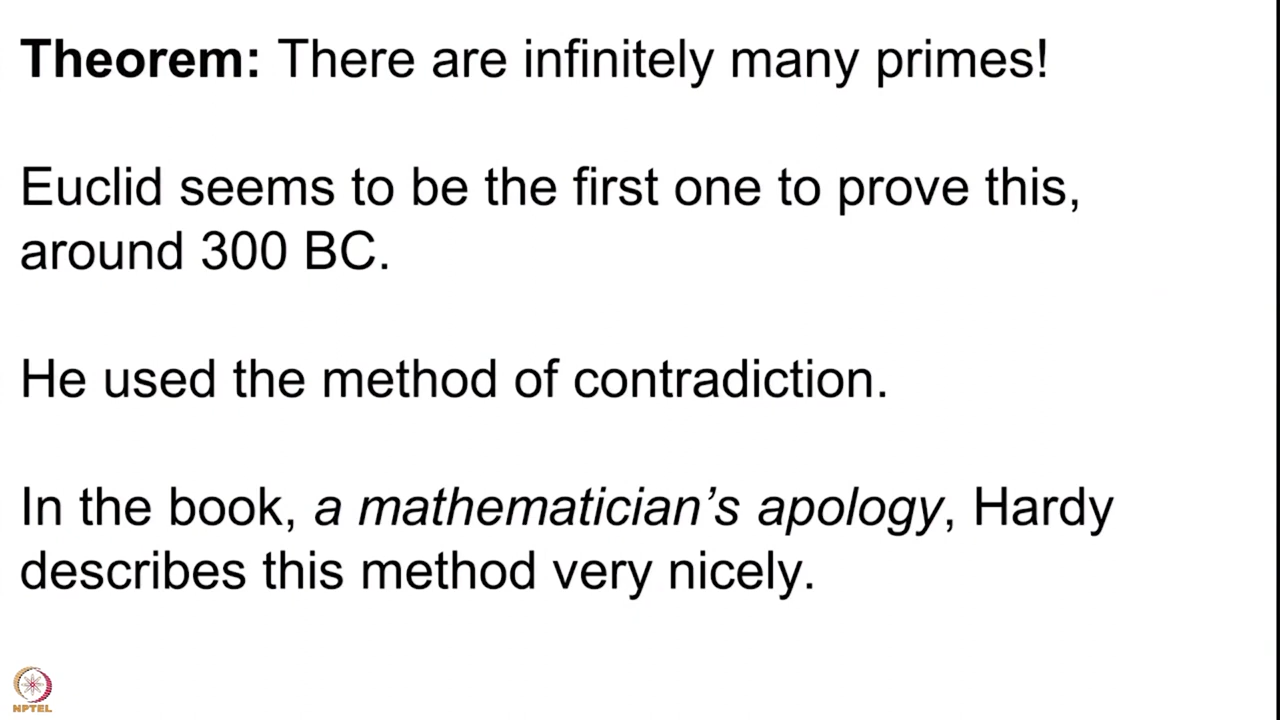 Theorem: There are infinitely many primes!
Euclid seems to be the first one to prove this,
around 300 BC.
He used the method of contradiction.
In the book, a mathematician’s apology, Hardy
describes this method very nicely.
NPTEL